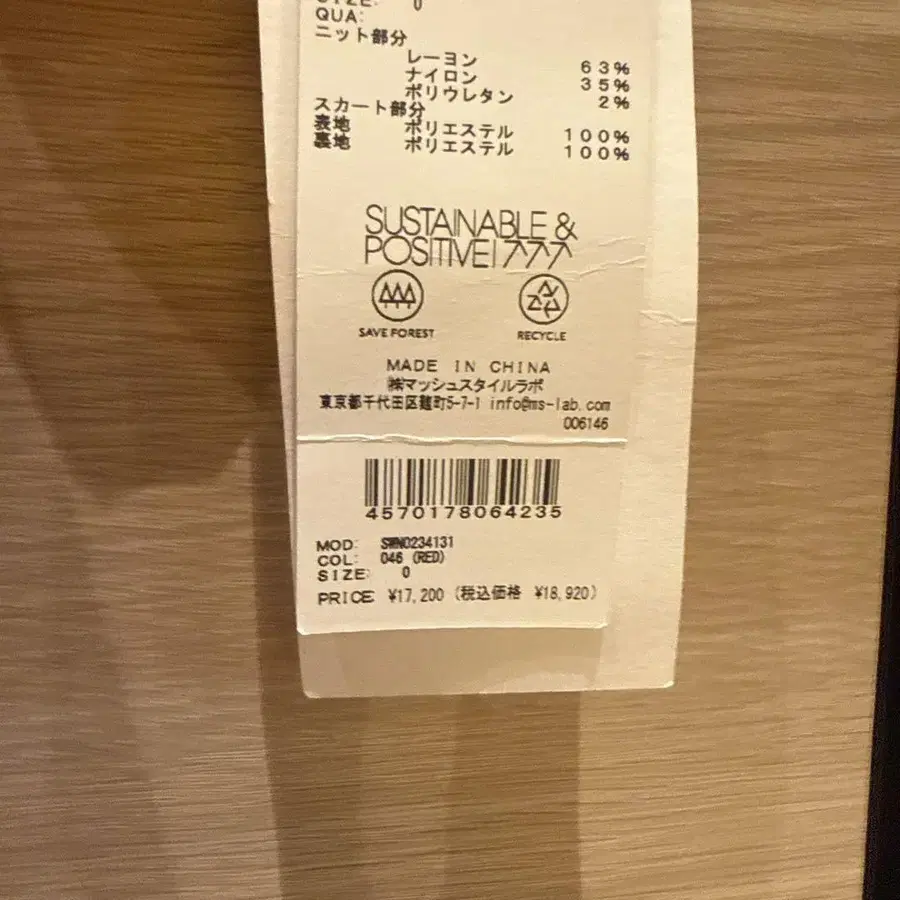 SIZE: 0
QUA:
ニット部分
レーヨン 63%
ナイロン 35%
ポリウレタン 2%
スカート部分
表地 ポリエステル 100%
裏地 ポリエステル 100%
SUSTAINABLE &
POSITIVE!
SAVE FOREST RECYCLE
MADE IN CHINA
㈱マッシュスタイルラボ
東京都千代田区麹町5-7-1 info@ms-lab.com
006146
4570178064235
MOD: SWNO234131
COL: 046 (RED)
SIZE: 0
PRICE ¥17,200 (税込価格 ¥18,920)